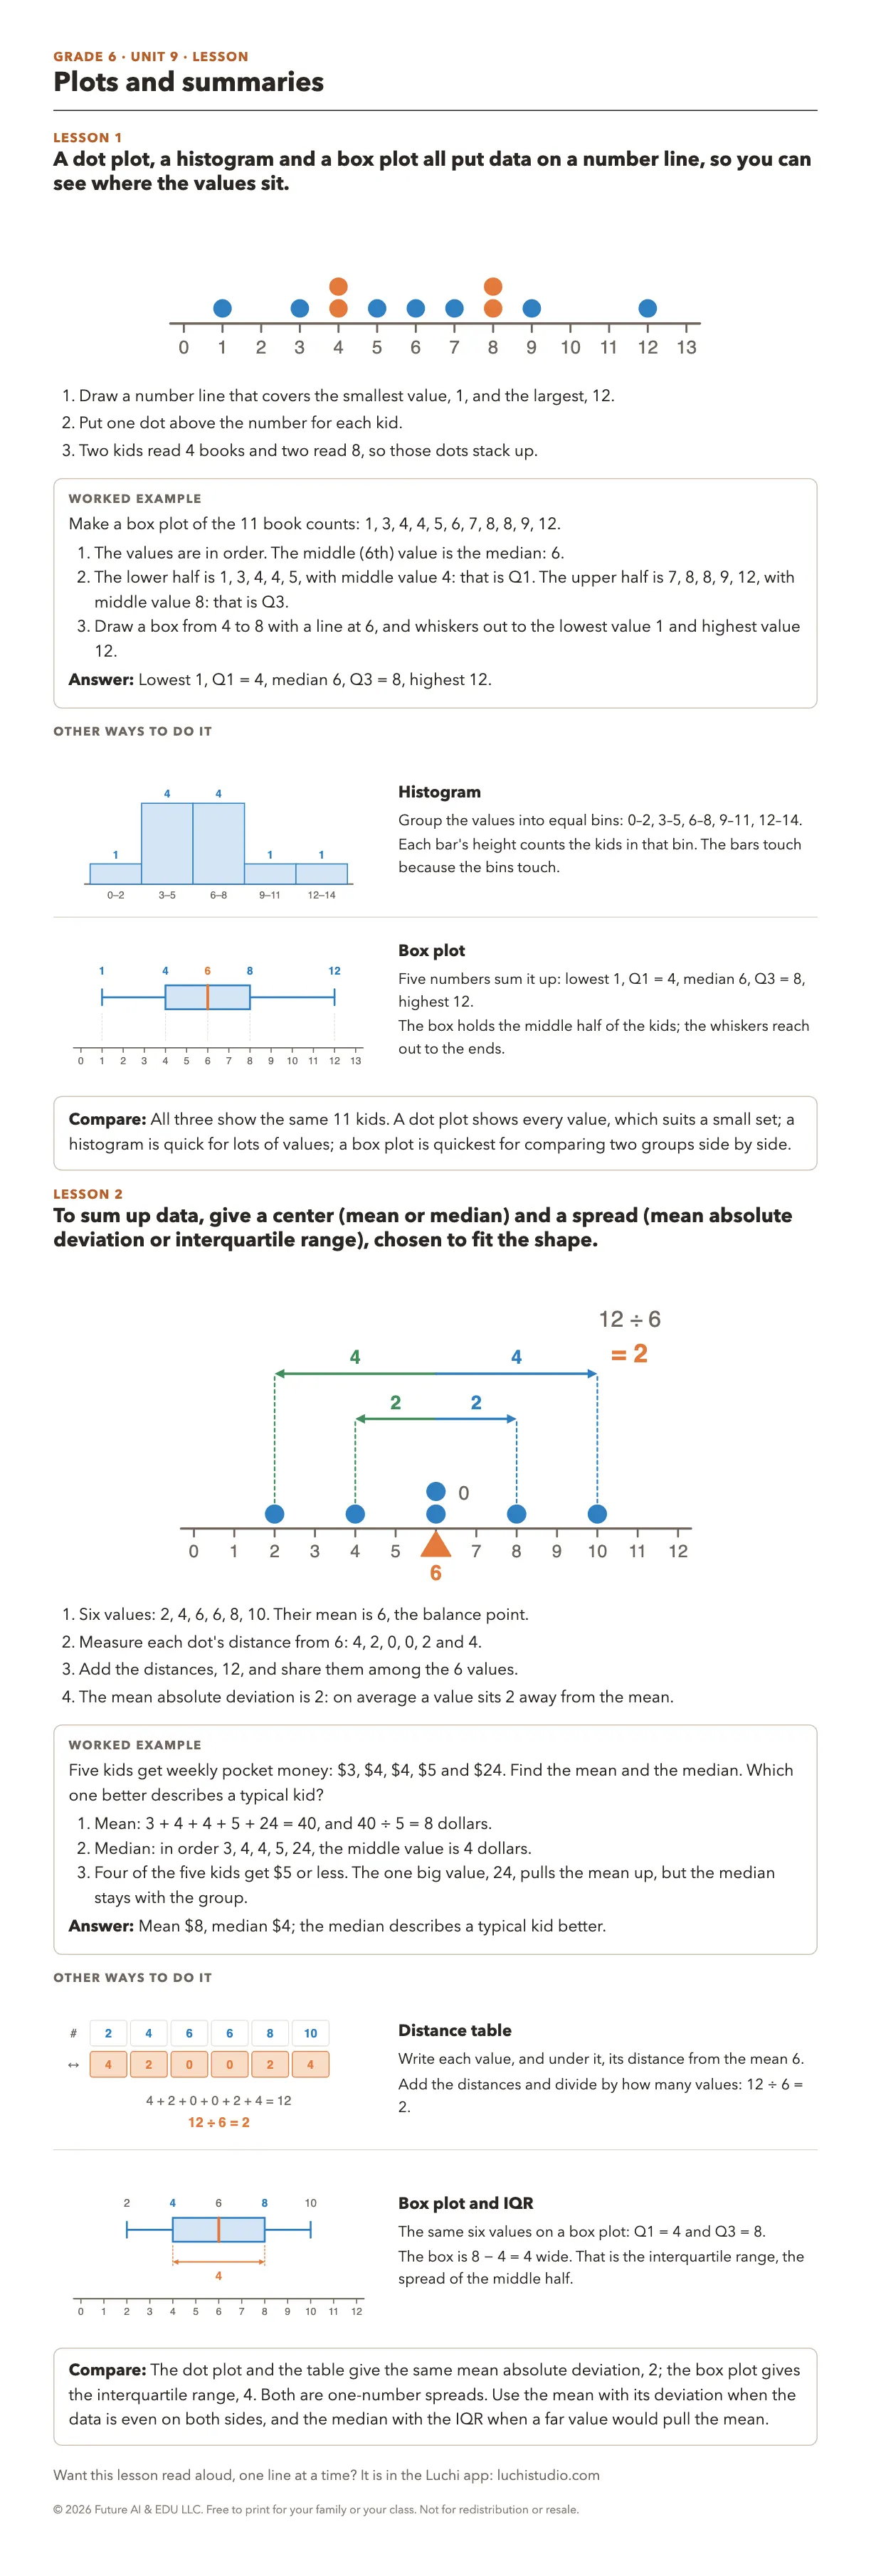 GRADE 6 · UNIT 9 · LESSON
Plots and summaries
LESSON 1
A dot plot, a histogram and a box plot all put data on a number line, so you can
see where the values sit.
0 1 2 3 4 5 6 7 8 9 10 11 12 13
1. Draw a number line that covers the smallest value, 1, and the largest, 12.
2. Put one dot above the number for each kid.
3. Two kids read 4 books and two read 8, so those dots stack up.
WORKED EXAMPLE
Make a box plot of the 11 book counts: 1, 3, 4, 4, 5, 6, 7, 8, 8, 9, 12.
1. The values are in order. The middle (6th) value is the median: 6.
2. The lower half is 1, 3, 4, 4, 5, with middle value 4: that is Q1. The upper half is 7, 8, 8, 9, 12, with
middle value 8: that is Q3.
3. Draw a box from 4 to 8 with a line at 6, and whiskers out to the lowest value 1 and highest value
12.
Answer: Lowest 1, Q1 = 4, median 6, Q3 = 8, highest 12.
OTHER WAYS TO DO IT
1 4 4 1 1
0–2 3–5 6–8 9–11 12–14
Histogram
Group the values into equal bins: 0–2, 3–5, 6–8, 9–11, 12–14.
Each bar's height counts the kids in that bin. The bars touch
because the bins touch.
1 4 6 8 12
0 1 2 3 4 5 6 7 8 9 10 11 12 13
Box plot
Five numbers sum it up: lowest 1, Q1 = 4, median 6, Q3 = 8,
highest 12.
The box holds the middle half of the kids; the whiskers reach
out to the ends.
Compare: All three show the same 11 kids. A dot plot shows every value, which suits a small set; a
histogram is quick for lots of values; a box plot is quickest for comparing two groups side by side.
LESSON 2
To sum up data, give a center (mean or median) and a spread (mean absolute
deviation or interquartile range), chosen to fit the shape.
12 ÷ 6
= 2
4 4
2 2
0
0 1 2 3 4 5 7 8 9 10 11 12
6
1. Six values: 2, 4, 6, 6, 8, 10. Their mean is 6, the balance point.
2. Measure each dot's distance from 6: 4, 2, 0, 0, 2 and 4.
3. Add the distances, 12, and share them among the 6 values.
4. The mean absolute deviation is 2: on average a value sits 2 away from the mean.
WORKED EXAMPLE
Five kids get weekly pocket money: $3, $4, $4, $5 and $24. Find the mean and the median. Which
one better describes a typical kid?
1. Mean: 3 + 4 + 4 + 5 + 24 = 40, and 40 ÷ 5 = 8 dollars.
2. Median: in order 3, 4, 4, 5, 24, the middle value is 4 dollars.
3. Four of the five kids get $5 or less. The one big value, 24, pulls the mean up, but the median
stays with the group.
Answer: Mean $8, median $4; the median describes a typical kid better.
OTHER WAYS TO DO IT
# 2 4 6 6 8 10
↔ 4 2 0 0 2 4
4 + 2 + 0 + 0 + 2 + 4 = 12
12 ÷ 6 = 2
Distance table
Write each value, and under it, its distance from the mean 6.
Add the distances and divide by how many values: 12 ÷ 6 =
2.
2 4 6 8 10
4
0 1 2 3 4 5 6 7 8 9 10 11 12
Box plot and IQR
The same six values on a box plot: Q1 = 4 and Q3 = 8.
The box is 8 − 4 = 4 wide. That is the interquartile range, the
spread of the middle half.
Compare: The dot plot and the table give the same mean absolute deviation, 2; the box plot gives
the interquartile range, 4. Both are one-number spreads. Use the mean with its deviation when the
data is even on both sides, and the median with the IQR when a far value would pull the mean.
Want this lesson read aloud, one line at a time? It is in the Luchi app: luchistudio.com
© 2026 Future AI & EDU LLC. Free to print for your family or your class. Not for redistribution or resale.